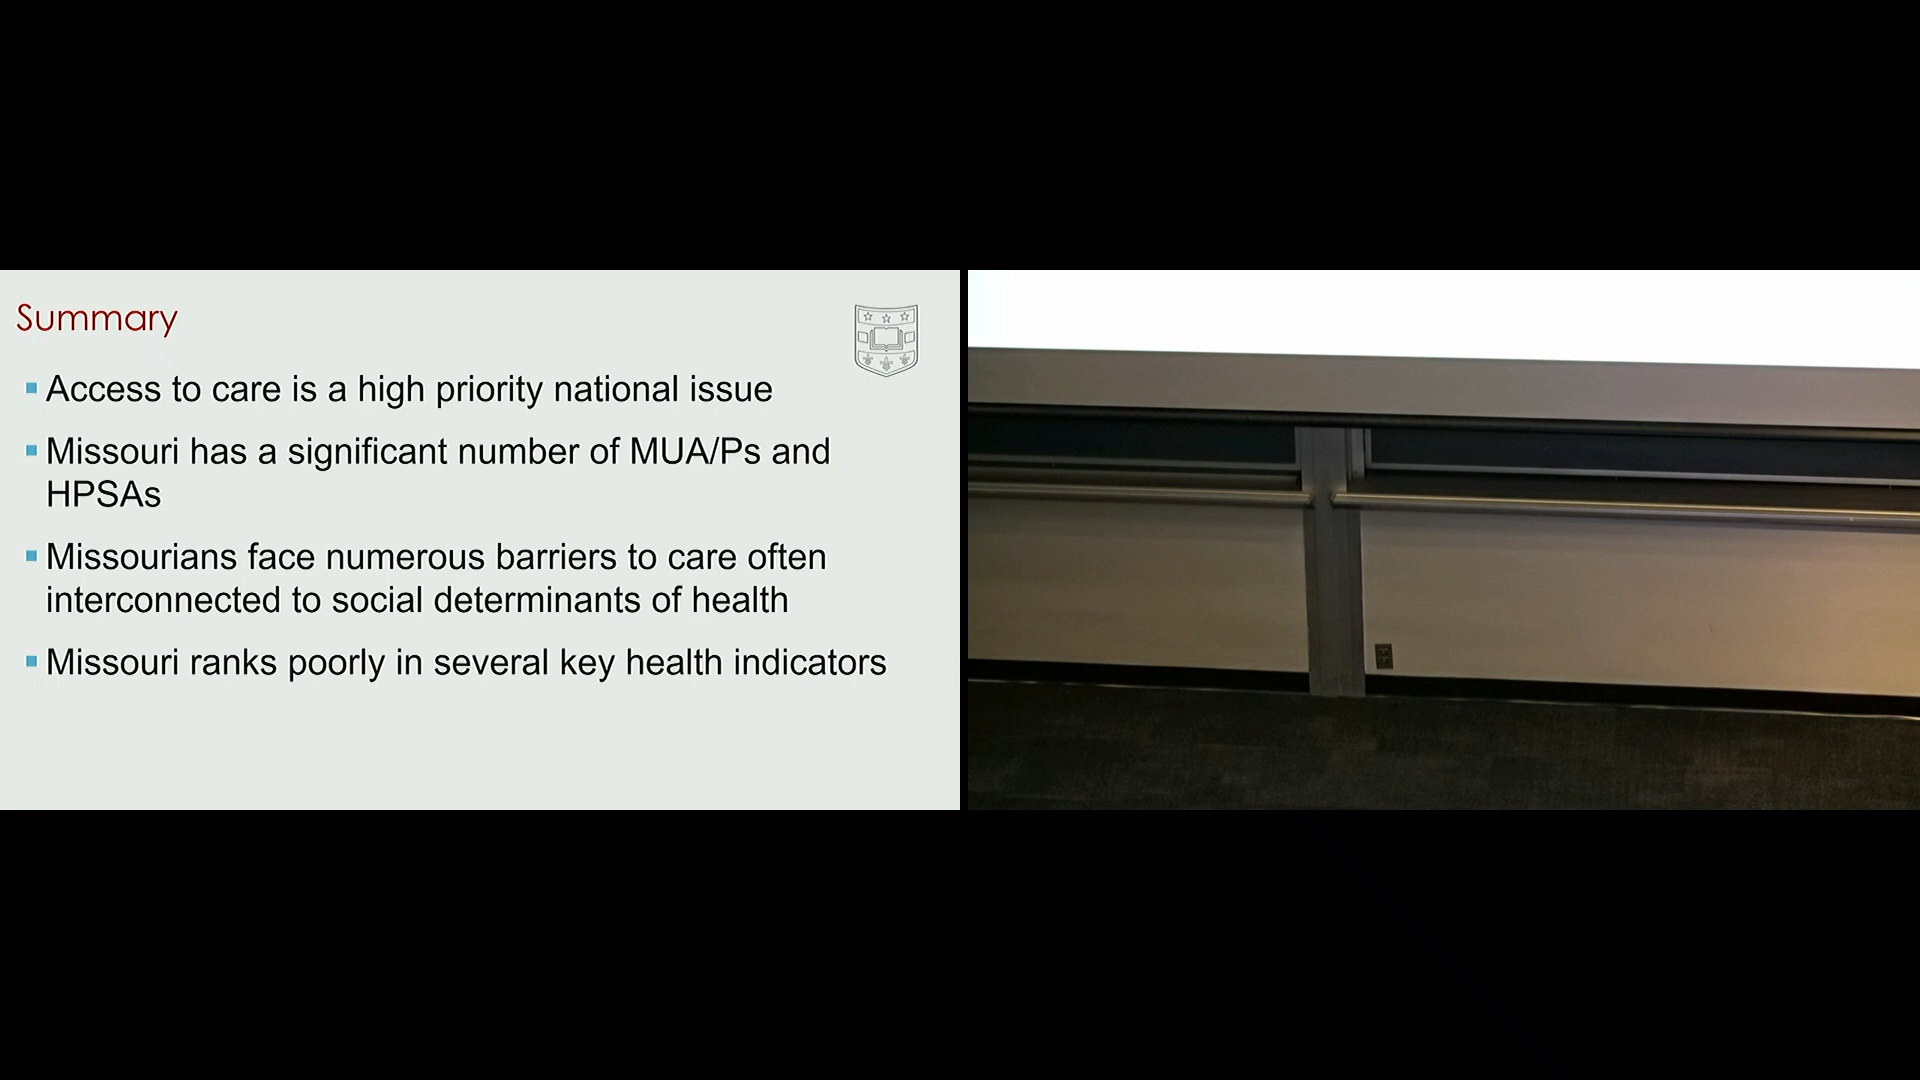 Summary
Access to care is a high priority national issue
Missouri has a significant number of MUA/Ps and
HPSAs
Missourians face numerous barriers to care often
interconnected to social determinants of health
Missouri ranks poorly in several key health indicators